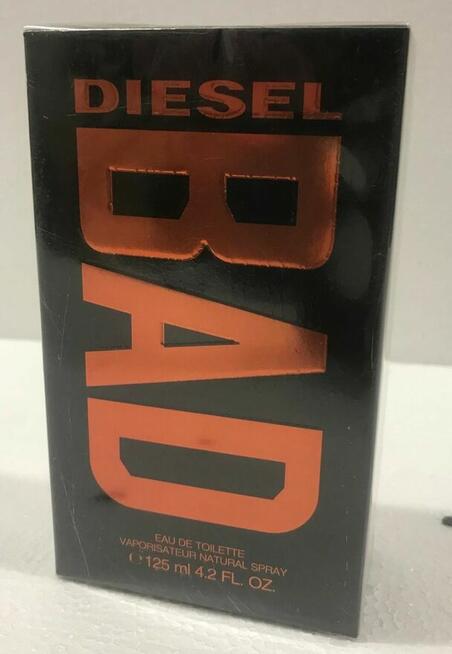 DIESEL
BAD
EAU DE TOILETTE
VAPORISATEUR NATURAL SPRAY
℮ 125 ml 4.2 FL. OZ.